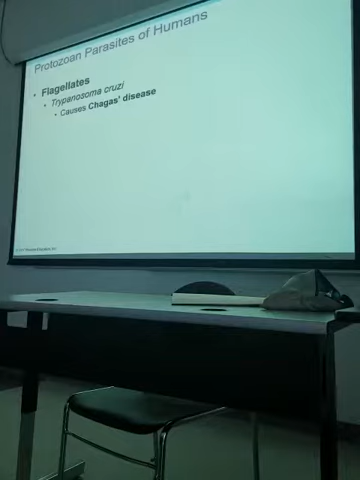 Protozoan Parasites of Humans
• Flagellates
• Trypanosoma cruzi
• Causes Chagas' disease